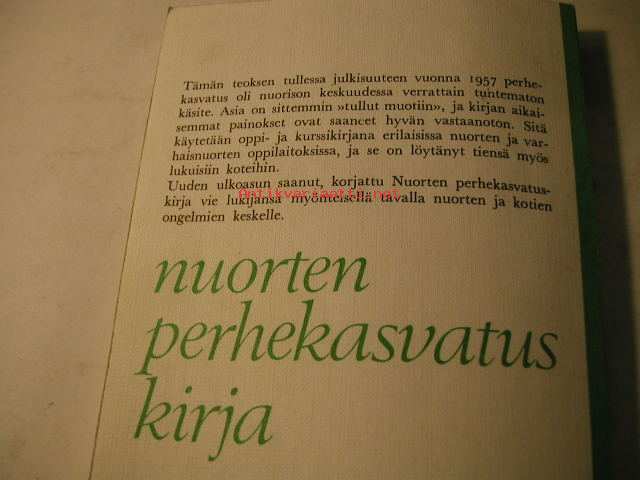 Tämän teoksen tullessa julkisuuteen vuonna 1957 perhe-
kasvatus oli nuorison keskuudessa verrattain tuntematon
käsite. Asia on sittemmin »tullut muotiin», ja kirjan aikai-
semmat painokset ovat saaneet hyvän vastaanoton. Sitä
käytetään oppi- ja kurssikirjana erilaisissa nuorten ja var-
haisnuorten oppilaitoksissa, ja se on löytänyt tiensä myös
lukuisiin koteihin.
Uuden ulkoasun saanut, korjattu Nuorten perhekasvatus-
kirja vie lukijansa myönteisellä tavalla nuorten ja kotien
ongelmien keskelle.
nuorten
perhekasvatus
kirja